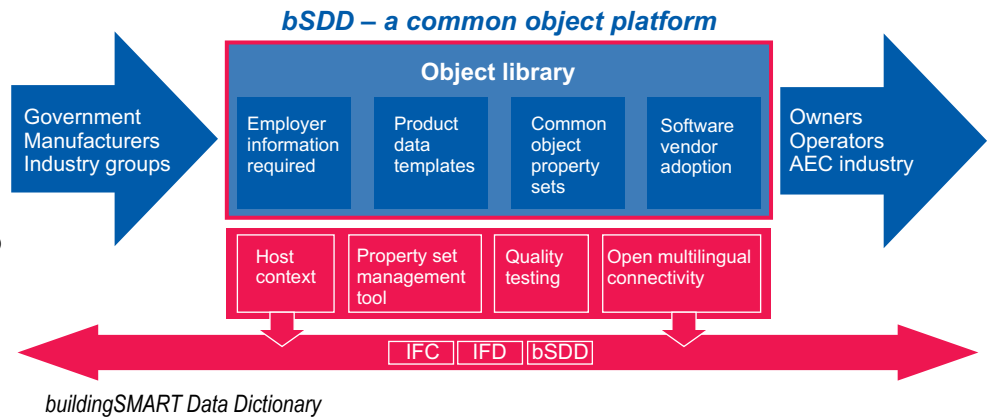 bSDD – a common object platform
Object library
Government
Manufacturers
Industry groups
Employer
information
required
Product
data
templates
Common
object
property
sets
Software
vendor
adoption
Owners
Operators
AEC industry
Host
context
Property set
management
tool
Quality
testing
Open multilingual
connectivity
IFC IFD bSDD
buildingSMART Data Dictionary